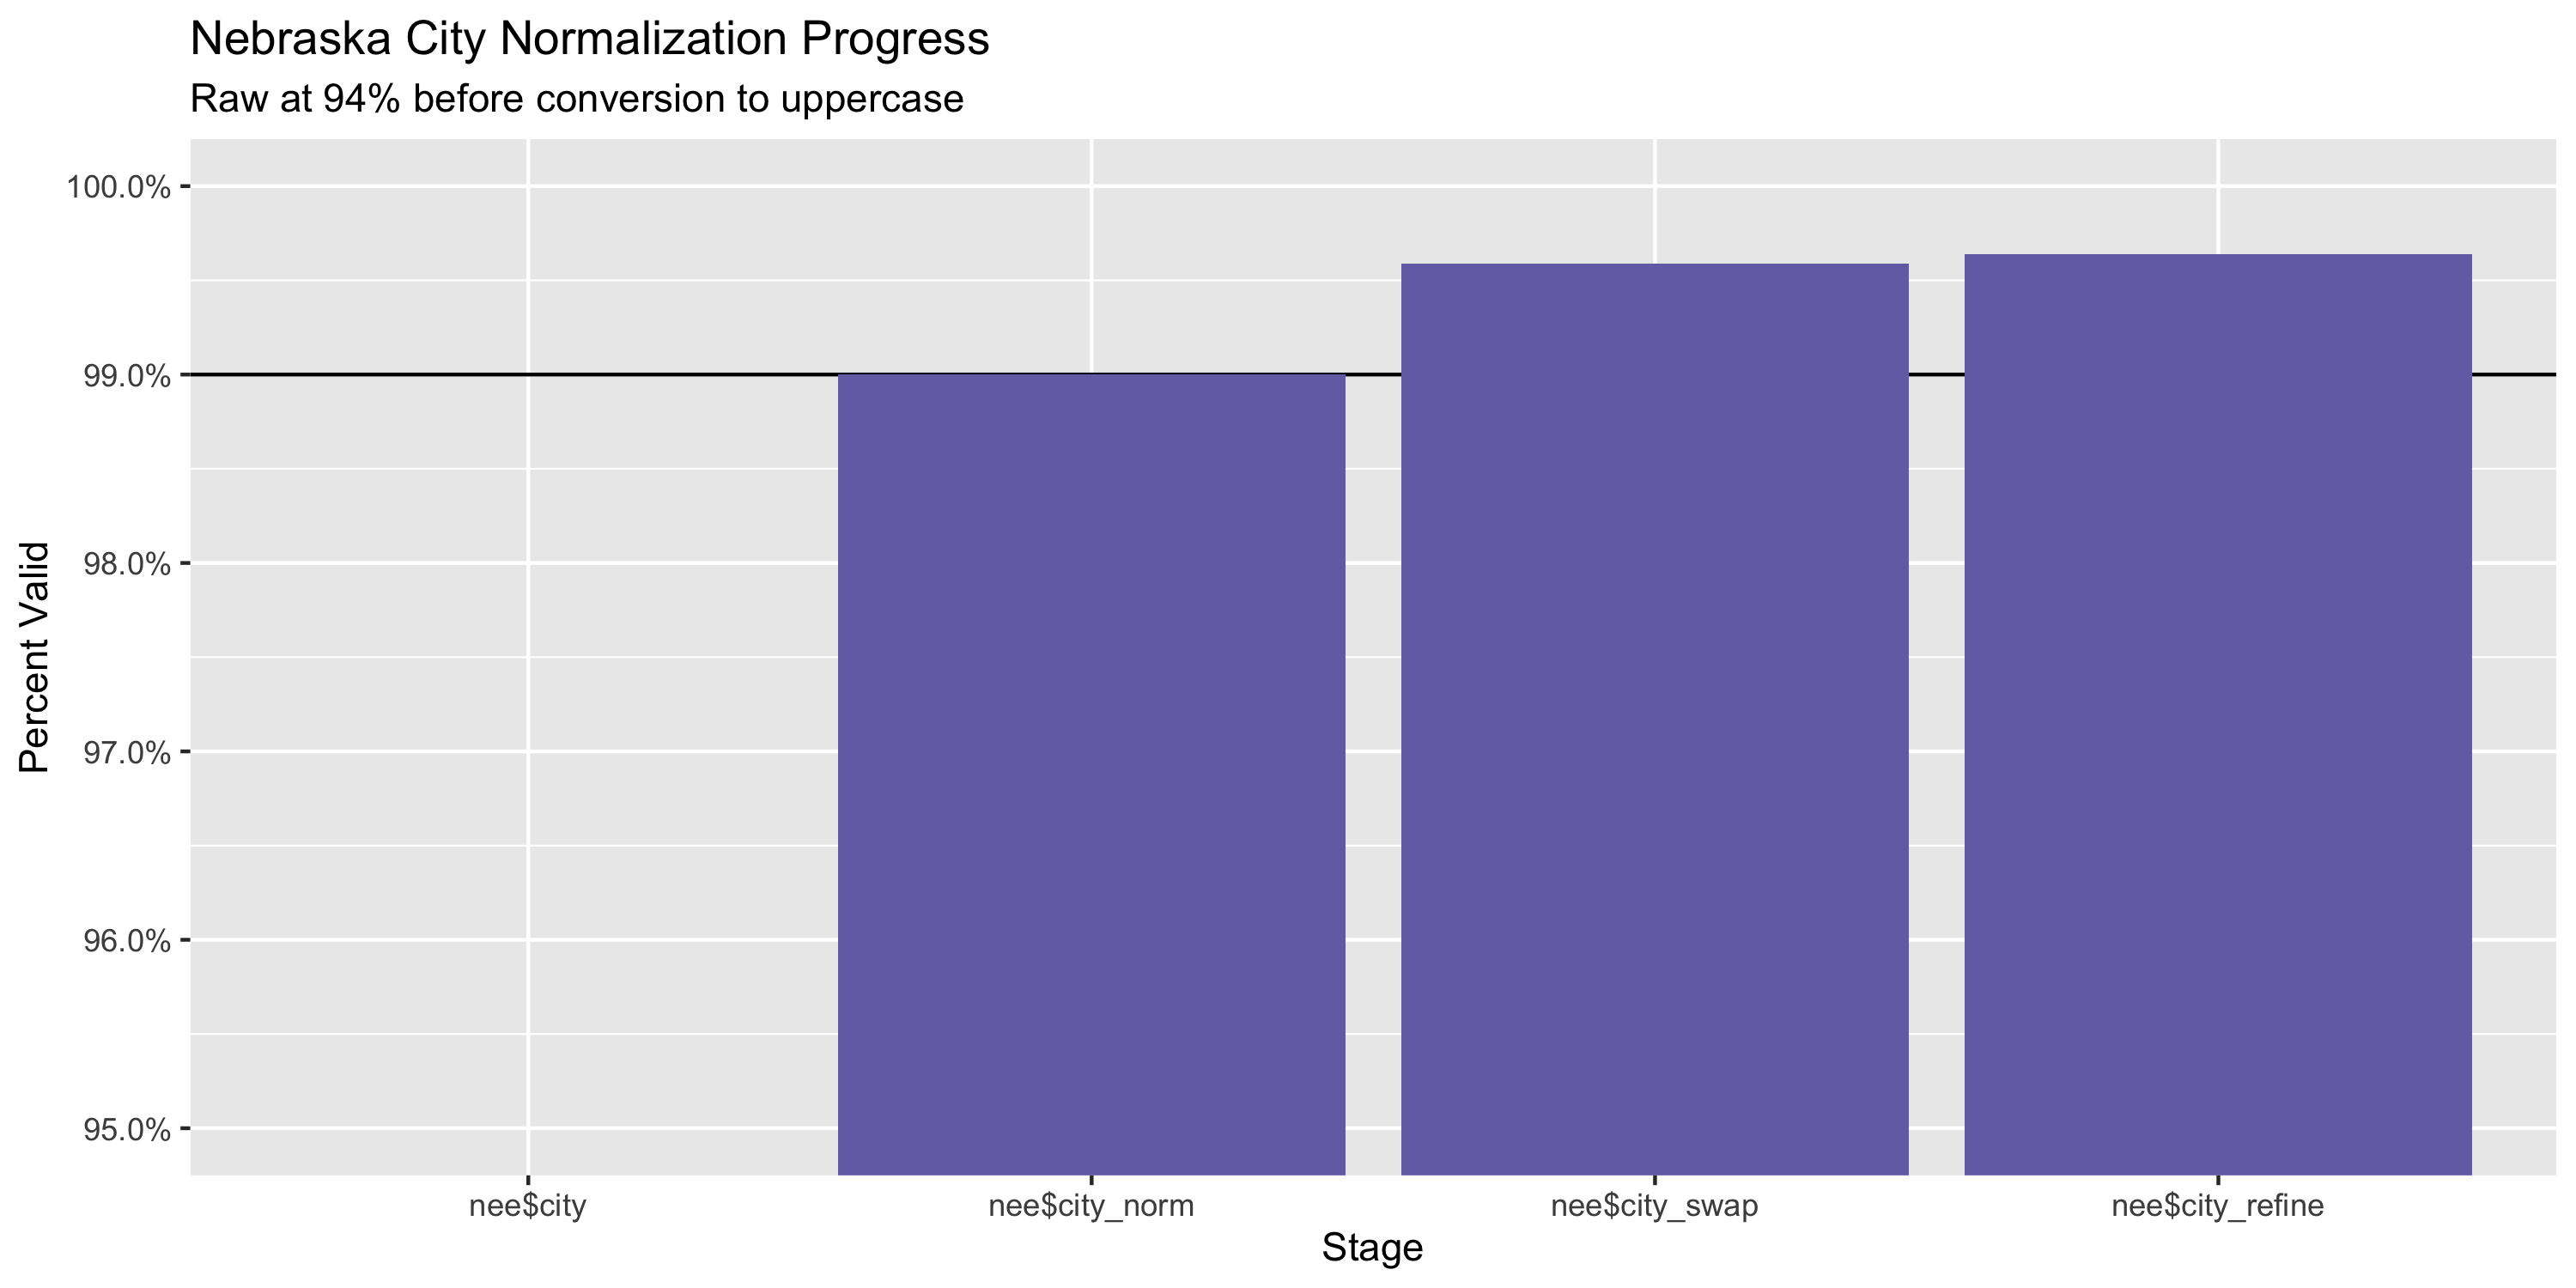 Nebraska City Normalization Progress
Raw at 94% before conversion to uppercase
Percent Valid
100.0%
99.0%
98.0%
97.0%
96.0%
95.0%
nee$city
nee$city_norm
nee$city_swap
nee$city_refine
Stage